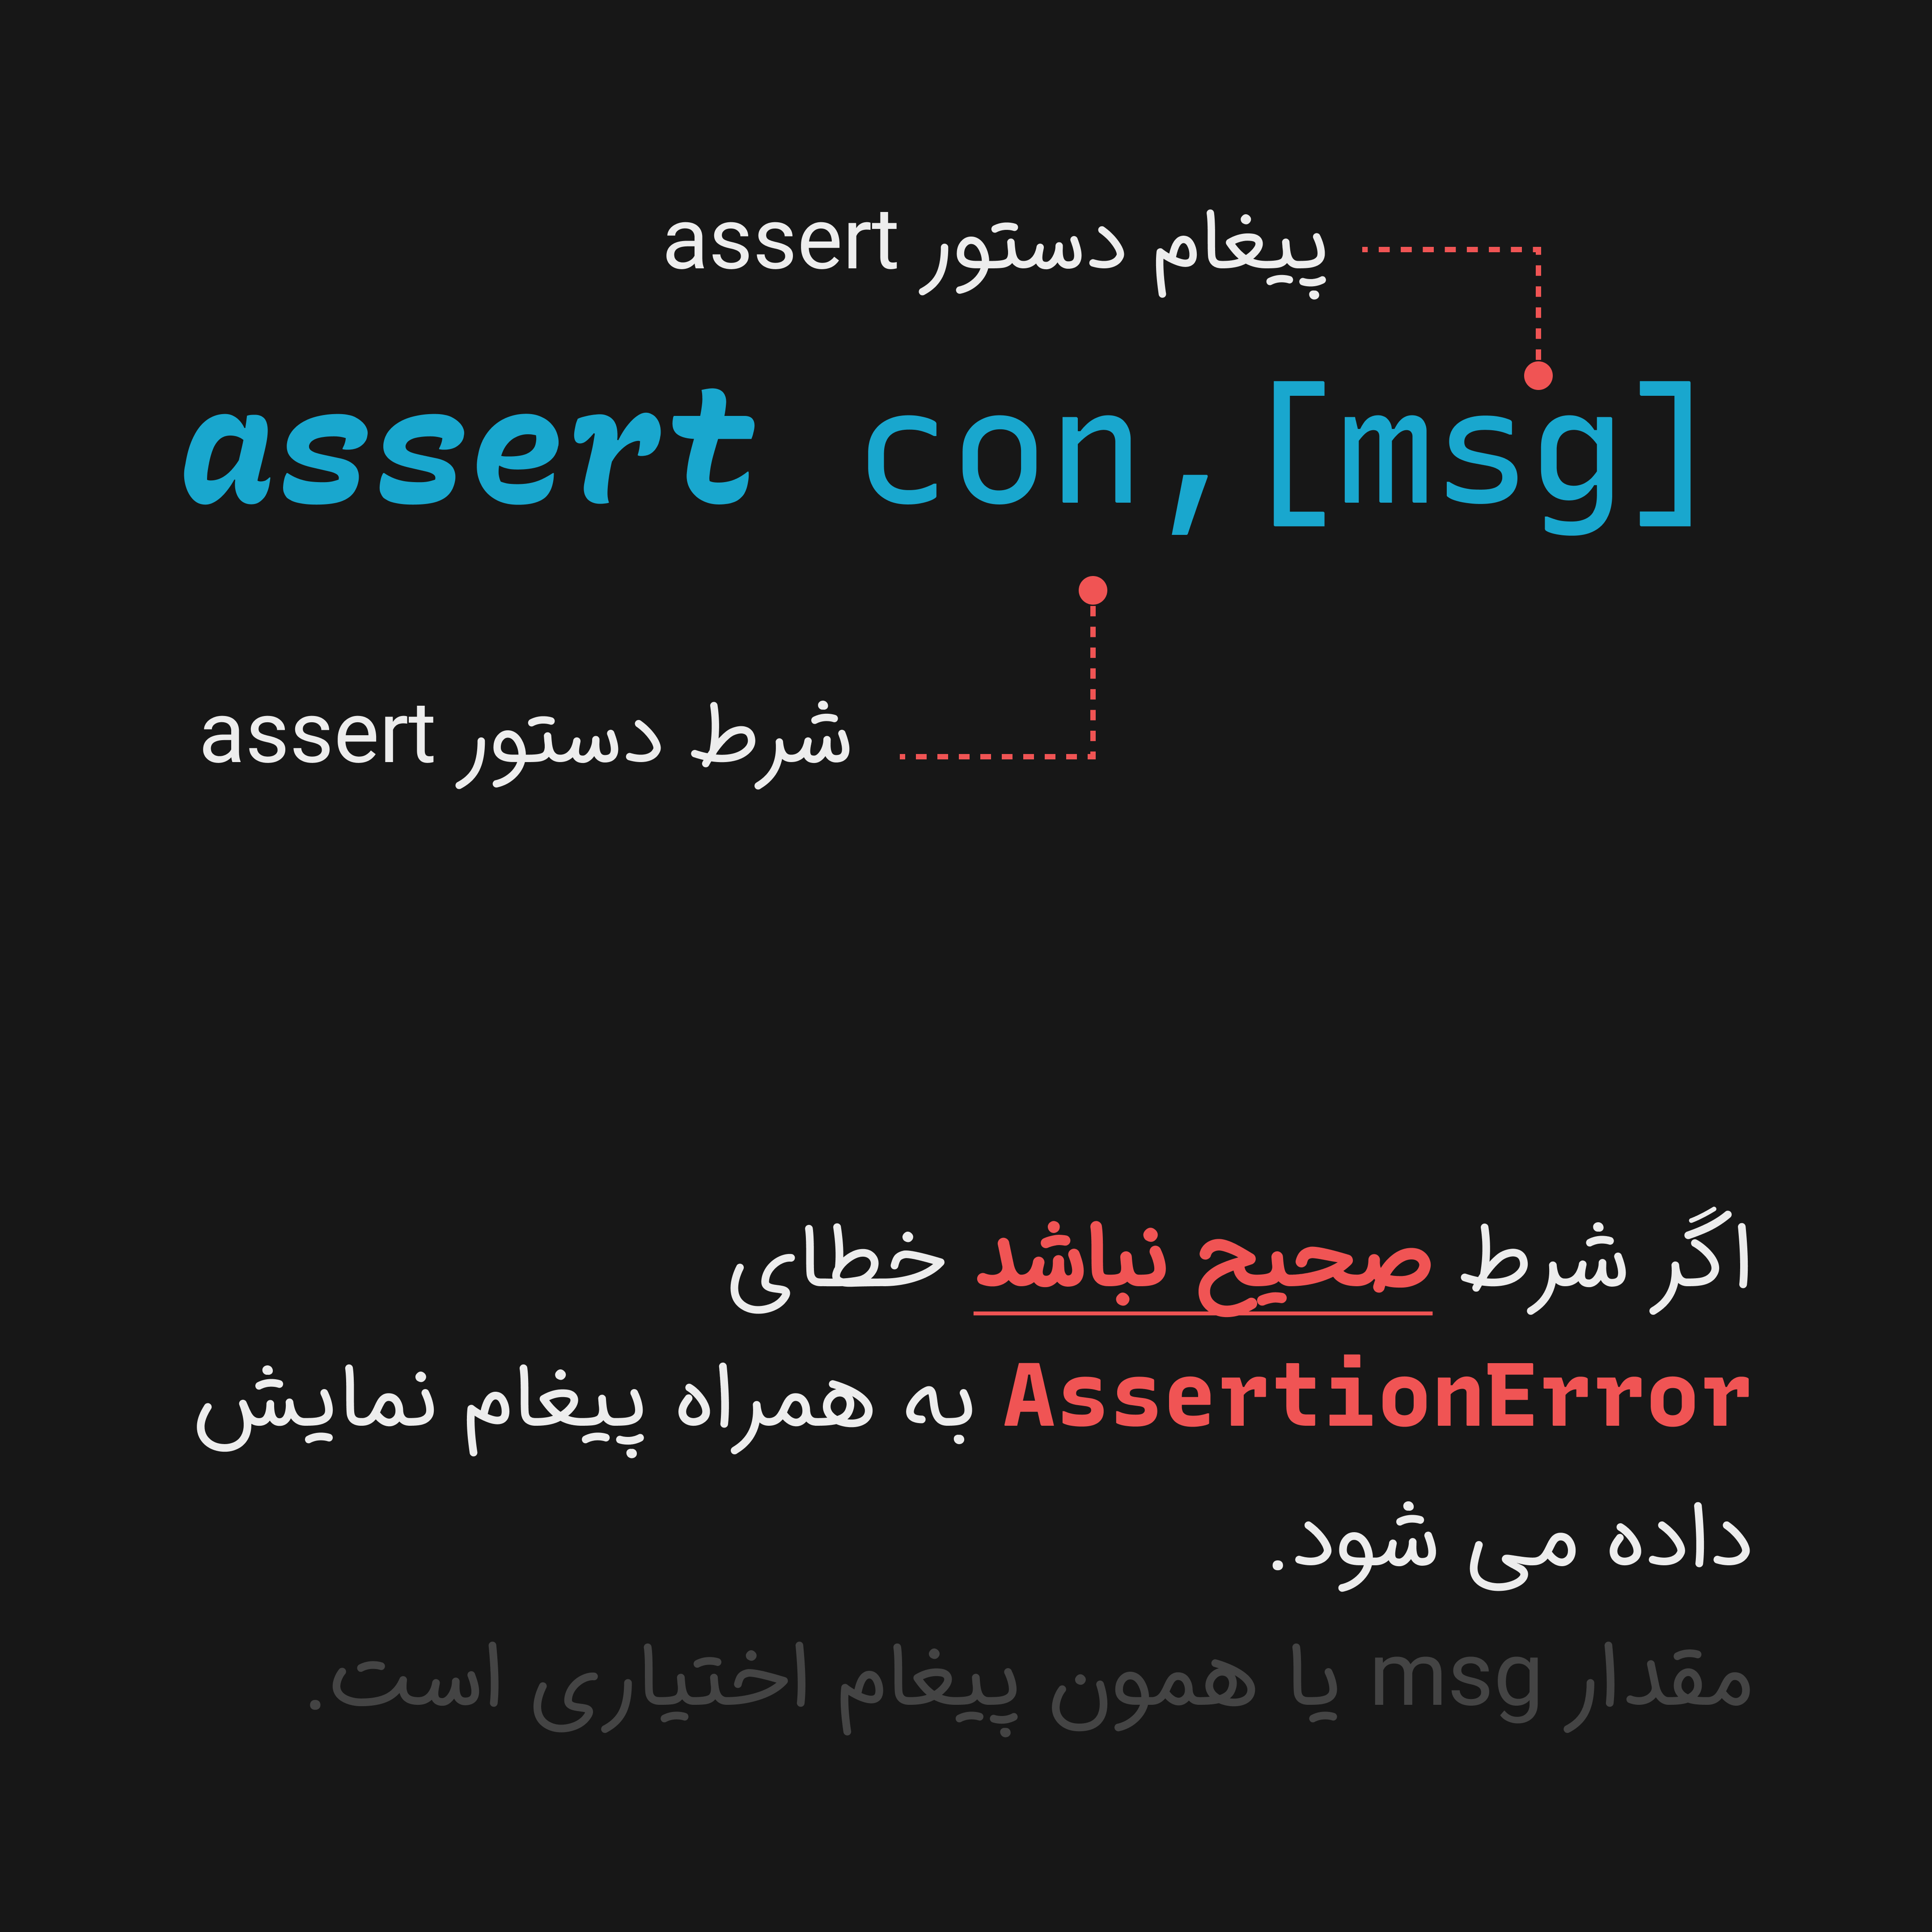 پیغام دستور assert
assert con,[msg]
شرط دستور assert
اگر شرط صحیح نباشد خطای
AssertionError به همراه پیغام نمایش
داده می شود.
مقدار msg یا همون پیغام اختیاری است.